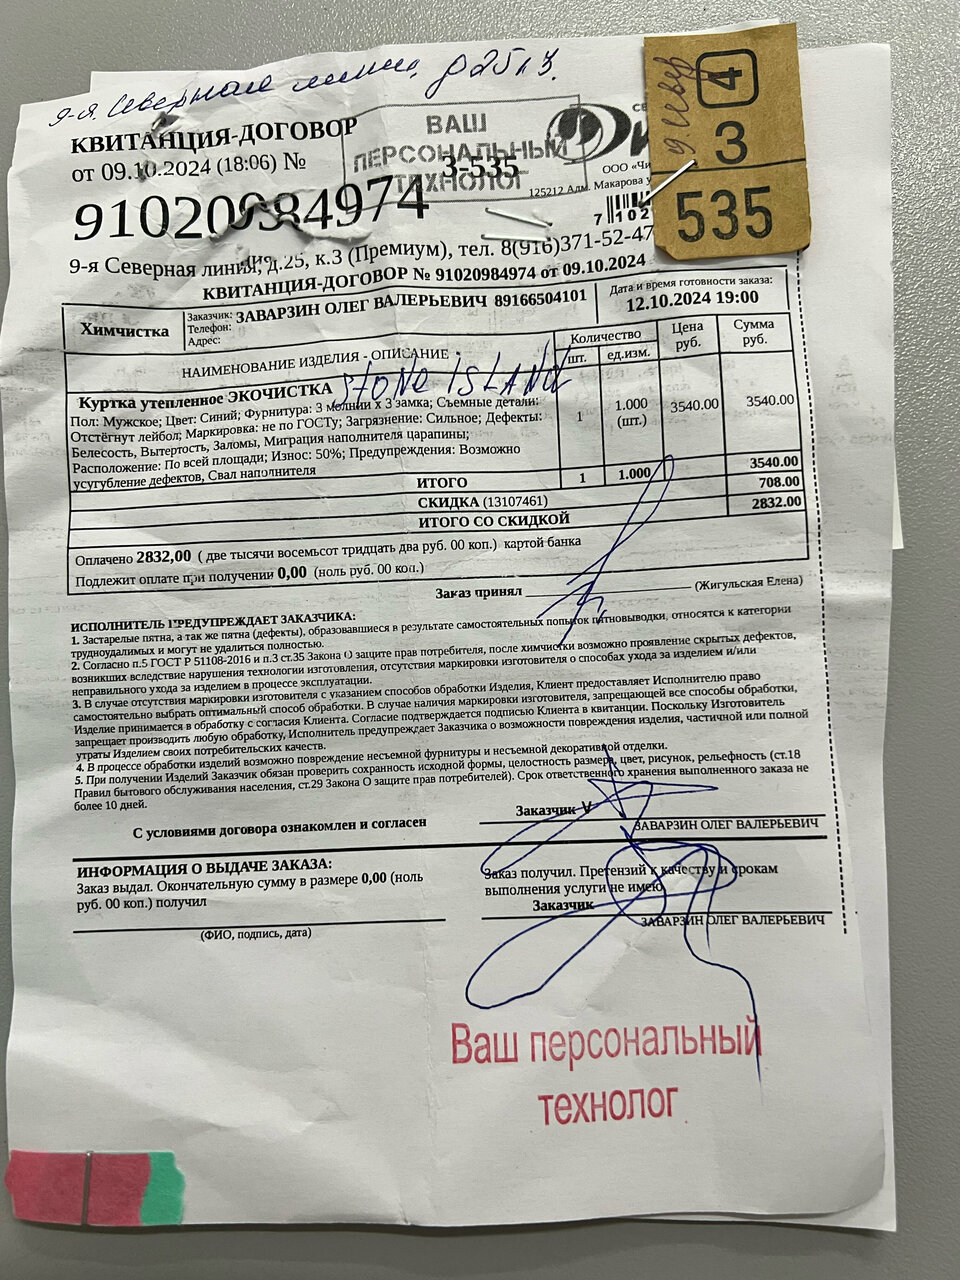 9-я Северная линия, д 25 к 3.
КВИТАНЦИЯ-ДОГОВОР
от 09.10.2024 (18:06) №
91020984974
ВАШ
ПЕРСОНАЛЬНЫЙ
ТЕХНОЛОГ
3-535
ООО «Чи
125212 Адм. Макарова у
7 102
4
3
535
9-я Северная линия, д.25, к.3 (Премиум), тел. 8(916)371-52-47
КВИТАНЦИЯ-ДОГОВОР № 91020984974 от 09.10.2024
Химчистка
Заказчик: ЗАВАРЗИН ОЛЕГ ВАЛЕРЬЕВИЧ 89166504101
Телефон:
Адрес:
Дата и время готовности заказа:
12.10.2024 19:00
НАИМЕНОВАНИЕ ИЗДЕЛИЯ - ОПИСАНИЕ
Количество
шт.
ед.изм.
Цена
руб.
Сумма
руб.
STONE ISLAND
Куртка утепленное ЭКОЧИСТКА
Пол: Мужское; Цвет: Синий; Фурнитура: 3 молнии х 3 замка; Съемные детали:
Отстёгнут лейбол; Маркировка: не по ГОСТу; Загрязнение: Сильное; Дефекты:
Белесость, Вытертость, Заломы, Миграция наполнителя царапины;
Расположение: По всей площади; Износ: 50%; Предупреждения: Возможно
усугубление дефектов, Свал наполнителя
1
1.000
(шт.)
3540.00
3540.00
ИТОГО 1 1.000 3540.00
СКИДКА (13107461) 708.00
ИТОГО СО СКИДКОЙ 2832.00
Оплачено 2832,00 ( две тысячи восемьсот тридцать два руб. 00 коп.) картой банка
Подлежит оплате при получении 0,00 (ноль руб. 00 коп.)
Заказ принял (Жигульская Елена)
ИСПОЛНИТЕЛЬ ПРЕДУПРЕЖДАЕТ ЗАКАЗЧИКА:
1. Застарелые пятна, а так же пятна (дефекты), образовавшиеся в результате самостоятельных попыток пятновыводки, относятся к категории
трудноудалимых и могут не удалиться полностью.
2. Согласно п.5 ГОСТ Р 51108-2016 и п.3 ст.35 Закона О защите прав потребителя, после химчистки возможно проявление скрытых дефектов,
возникших вследствие нарушения технологии изготовления, отсутствия маркировки изготовителя о способах ухода за изделием и/или
неправильного ухода за изделием в процессе эксплуатации.
3. В случае отсутствия маркировки изготовителя с указанием способов обработки Изделия, Клиент предоставляет Исполнителю право
самостоятельно выбрать оптимальный способ обработки. В случае наличия маркировки изготовителя, запрещающей все способы обработки,
Изделие принимается в обработку с согласия Клиента. Согласие подтверждается подписью Клиента в квитанции. Поскольку Изготовитель
запрещает производить любую обработку, Исполнитель предупреждает Заказчика о возможности повреждения изделия, частичной или полной
утраты Изделием своих потребительских качеств.
4. В процессе обработки изделий возможно повреждение несъемной фурнитуры и несъемной декоративной отделки.
5. При получении Изделий Заказчик обязан проверить сохранность исходной формы, целостность размера, цвет, рисунок, рельефность (ст.18
Правил бытового обслуживания населения, ст.29 Закона О защите прав потребителей). Срок ответственного хранения выполненного заказа не
более 10 дней.
С условиями договора ознакомлен и согласен
Заказчик V
ЗАВАРЗИН ОЛЕГ ВАЛЕРЬЕВИЧ
ИНФОРМАЦИЯ О ВЫДАЧЕ ЗАКАЗА:
Заказ выдал. Окончательную сумму в размере 0,00 (ноль
руб. 00 коп.) получил
(ФИО, подпись, дата)
Заказ получил. Претензий к качеству и срокам
выполнения услуги не имею
Заказчик
ЗАВАРЗИН ОЛЕГ ВАЛЕРЬЕВИЧ
Ваш персональный
технолог